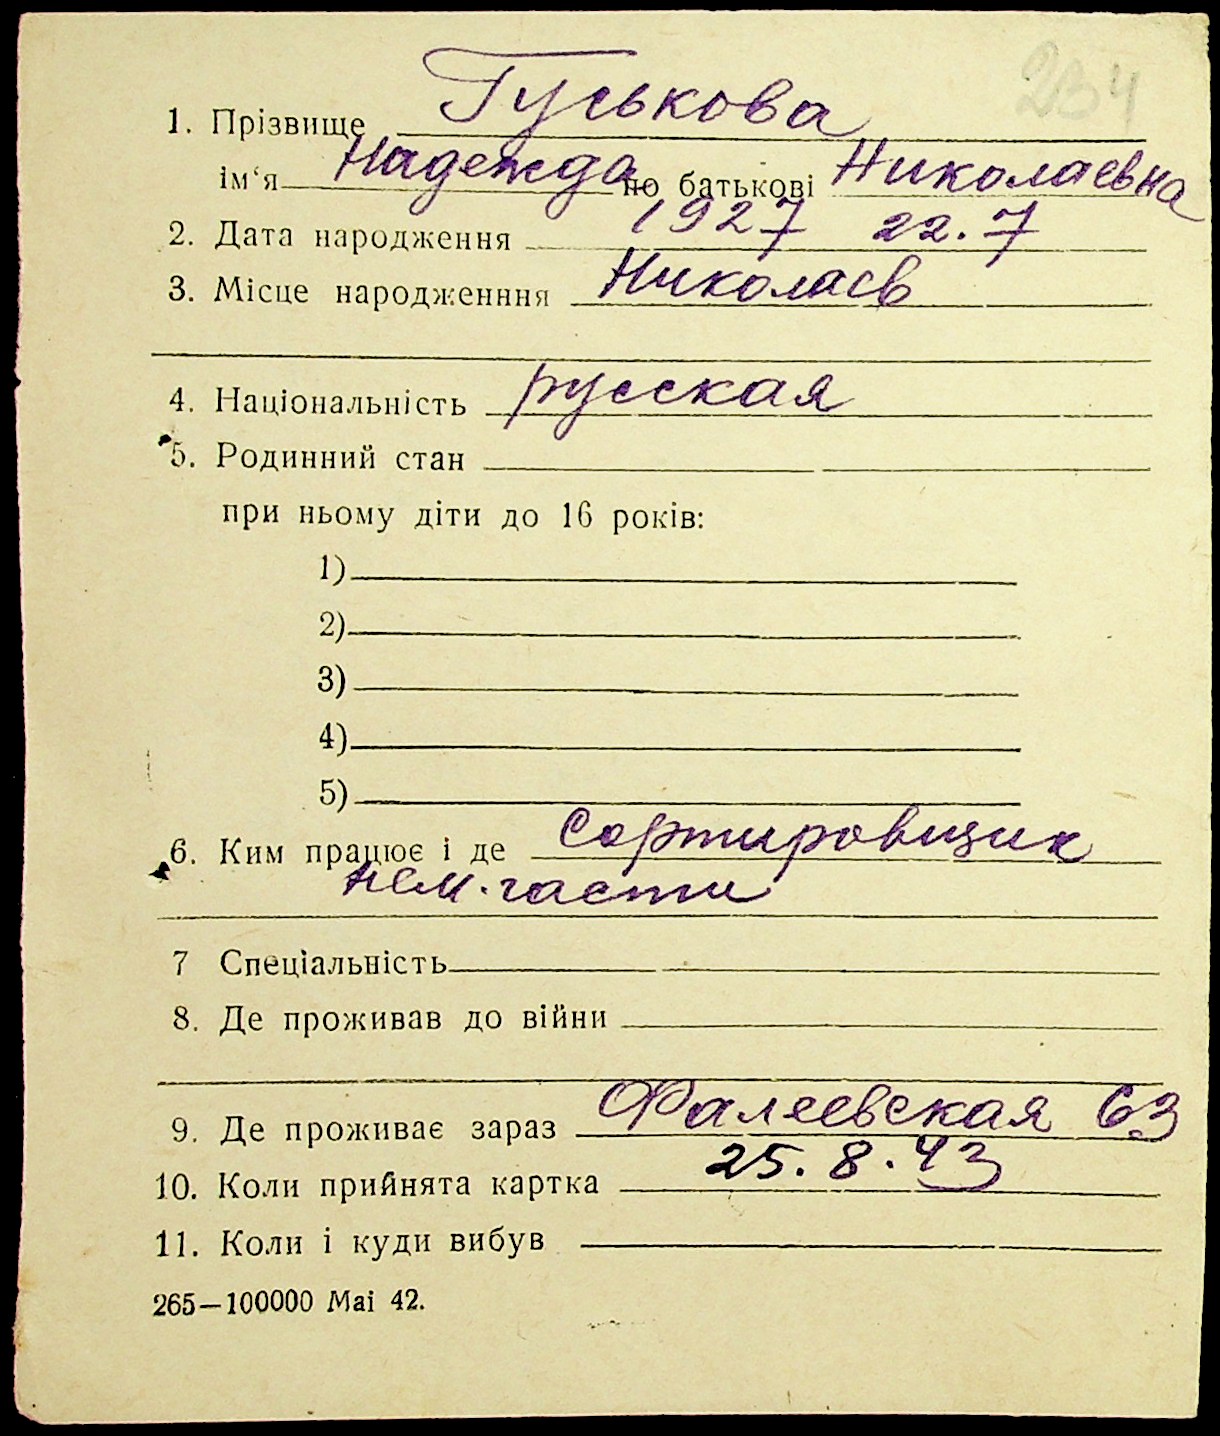 234
1. Прізвище Гуськова
ім‘я Надежда по батькові Николаевна
2. Дата народження 1927 22.7
3. Місце народженння Николаев
4. Національність русская
5. Родинний стан
при ньому діти до 16 років:
1)
2)
3)
4)
5)
6. Ким працює і де Сортировщик
нем. части
7 Спеціальність
8. Де проживав до війни
9. Де проживає зараз Фалеевская 63
10. Коли прийнята картка 25.8.43
11. Коли і куди вибув
265—100000 Маі 42.